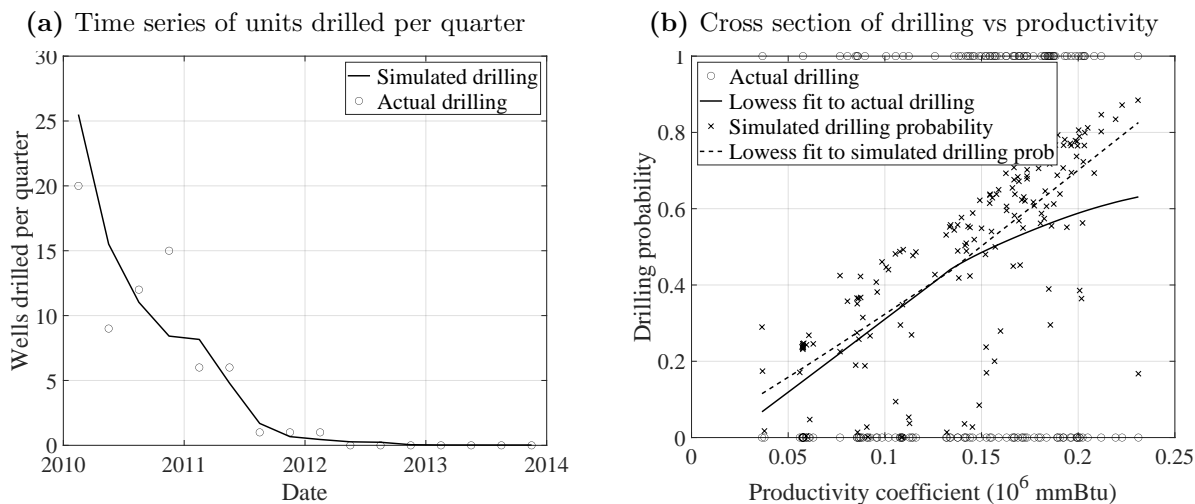 (a) Time series of units drilled per quarter
30
25
20
15
10
5
0
Wells drilled per quarter
Simulated drilling
Actual drilling
2010 2011 2012 2013 2014
Date
(b) Cross section of drilling vs productivity
1
0.8
0.6
0.4
0.2
0
Drilling probability
Actual drilling
Lowess fit to actual drilling
Simulated drilling probability
Lowess fit to simulated drilling prob
0 0.05 0.1 0.15 0.2 0.25
Productivity coefficient (10⁶ mmBtu)